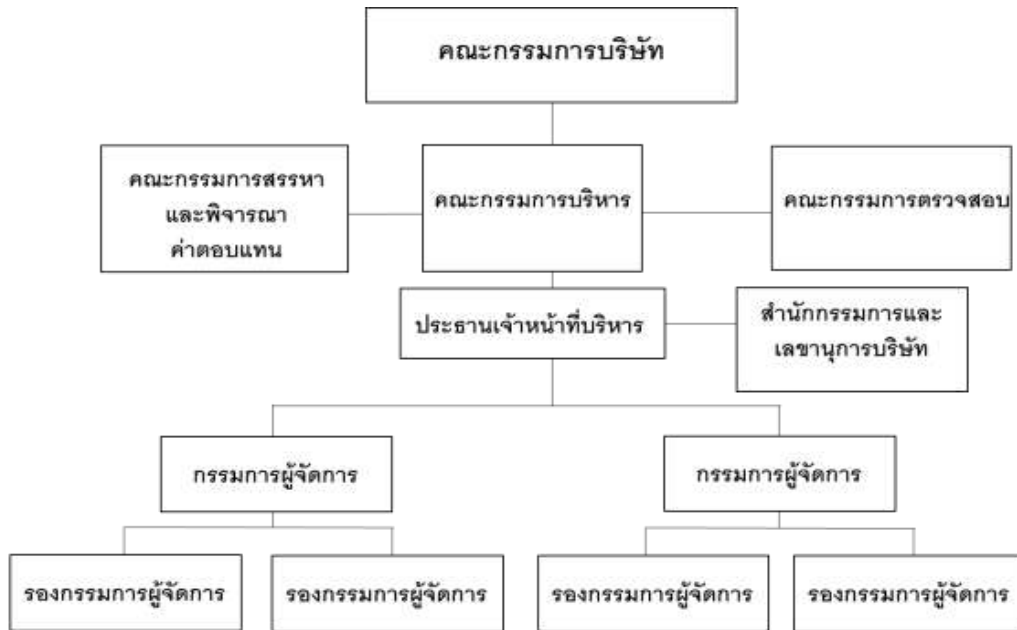 คณะกรรมการบริษัท
คณะกรรมการสรรหา
และพิจารณา
ค่าตอบแทน
คณะกรรมการบริหาร
คณะกรรมการตรวจสอบ
ประธานเจ้าหน้าที่บริหาร
สำนักกรรมการและ
เลขานุการบริษัท
กรรมการผู้จัดการ
กรรมการผู้จัดการ
รองกรรมการผู้จัดการ
รองกรรมการผู้จัดการ
รองกรรมการผู้จัดการ
รองกรรมการผู้จัดการ